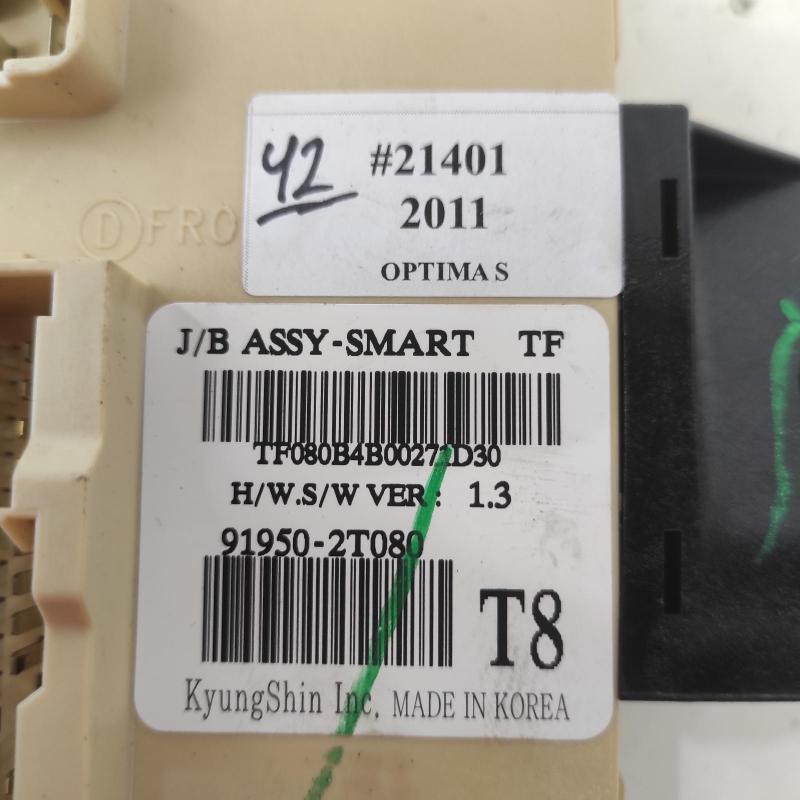 42 #21401
2011
OPTIMA S
D FRO
J/B ASSY-SMART TF
TF080B4B00271D30
H/W.S/W VER : 1.3
91950-2T080
T8
KyungShin Inc. MADE IN KOREA